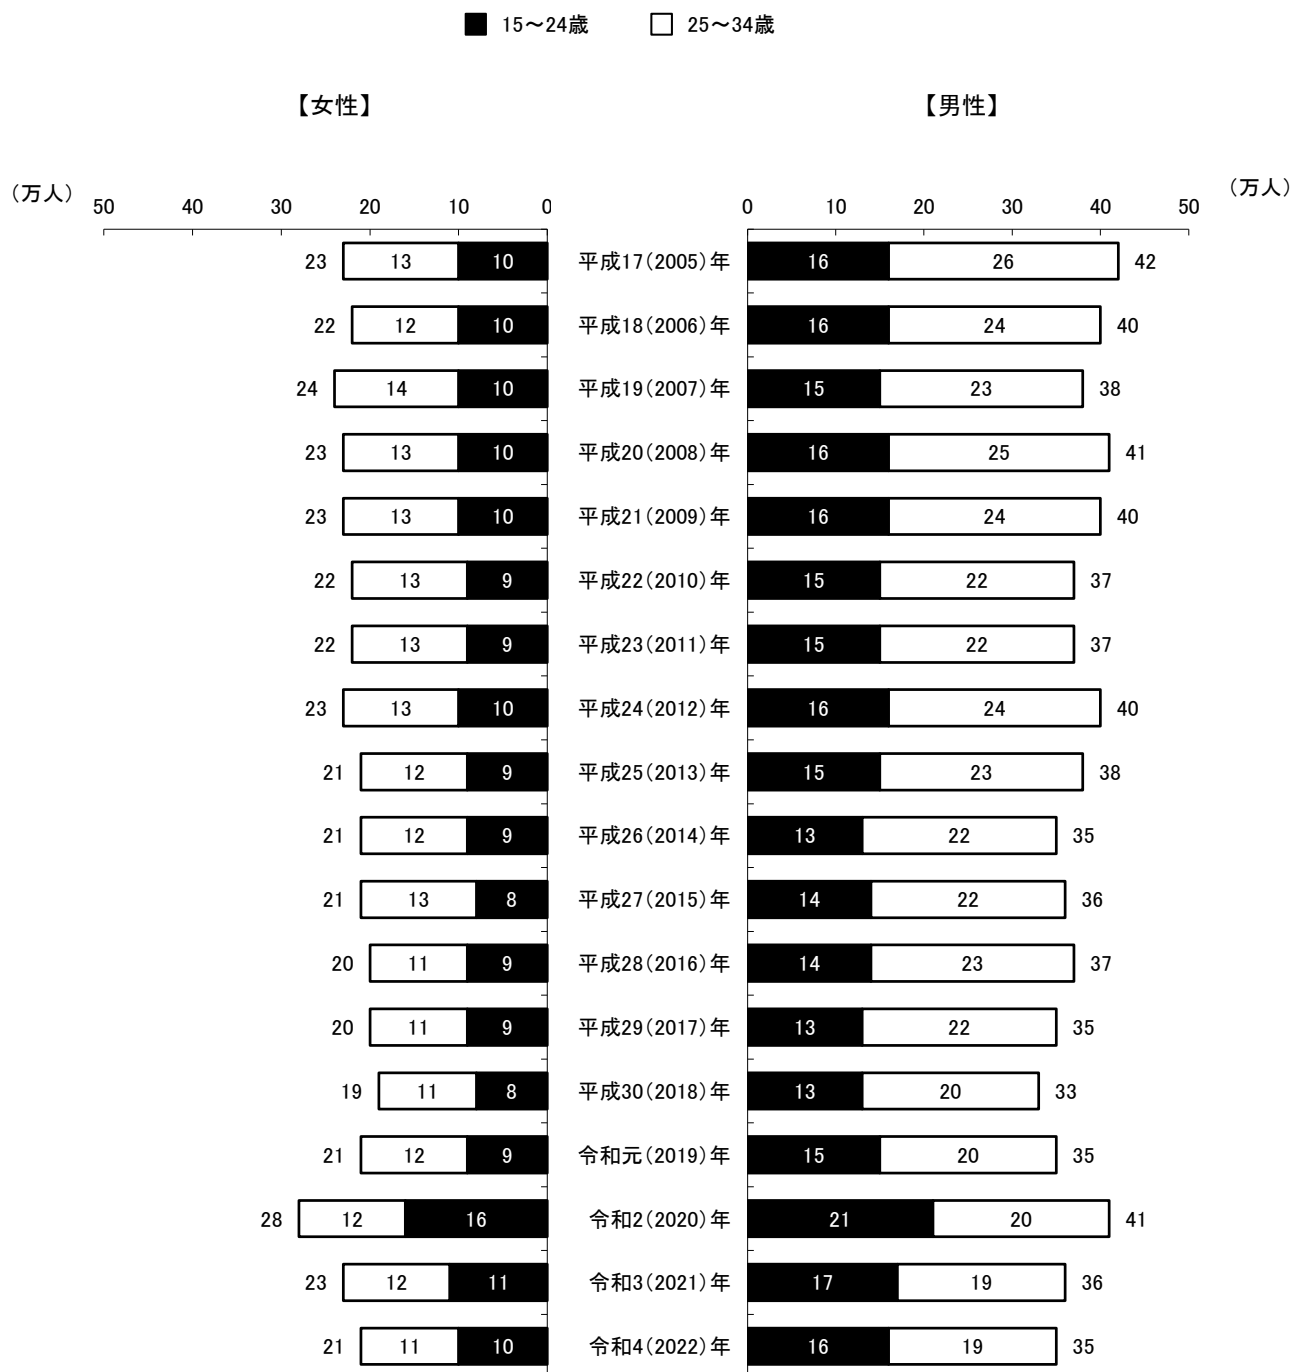 15～24歳 25～34歳
【女性】 【男性】
（万人） 50 40 30 20 10 0 0 10 20 30 40 50 （万人）
23 13 10 平成17（2005）年 16 26 42
22 12 10 平成18（2006）年 16 24 40
24 14 10 平成19（2007）年 15 23 38
23 13 10 平成20（2008）年 16 25 41
23 13 10 平成21（2009）年 16 24 40
22 13 9 平成22（2010）年 15 22 37
22 13 9 平成23（2011）年 15 22 37
23 13 10 平成24（2012）年 16 24 40
21 12 9 平成25（2013）年 15 23 38
21 12 9 平成26（2014）年 13 22 35
21 13 8 平成27（2015）年 14 22 36
20 11 9 平成28（2016）年 14 23 37
20 11 9 平成29（2017）年 13 22 35
19 11 8 平成30（2018）年 13 20 33
21 12 9 令和元（2019）年 15 20 35
28 12 16 令和2（2020）年 21 20 41
23 12 11 令和3（2021）年 17 19 36
21 11 10 令和4（2022）年 16 19 35